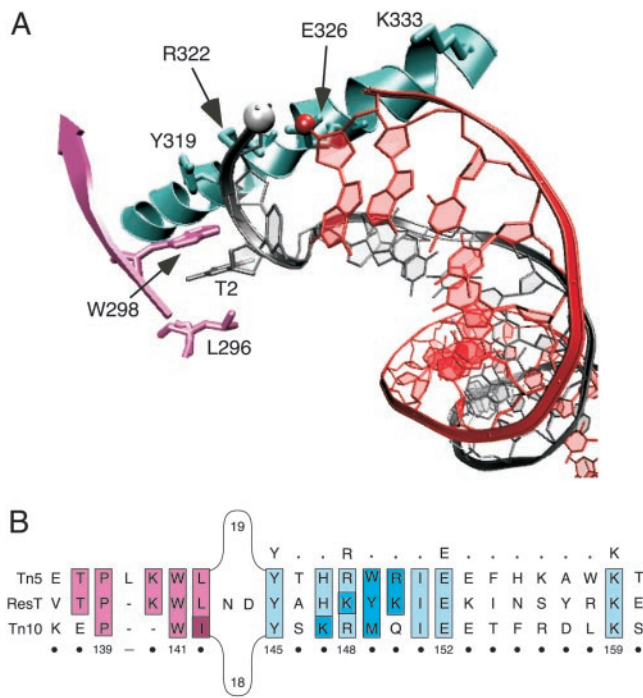 A
K333
E326
R322
Y319
T2
W298
L296
B
19
Y . . R . . . E . . . . . . K
Tn5 E T P L K W L Y T H R W R I E E F H K A W K T
ResT V T P - K W L N D Y A H K Y K I E K I N S Y R K E
Tn10 K E P - - W I Y S K R M Q I E E T F R D L K S
• • 139 – • 141 • 145 • • 148 • • • 152 • • • • • • 159 •
18